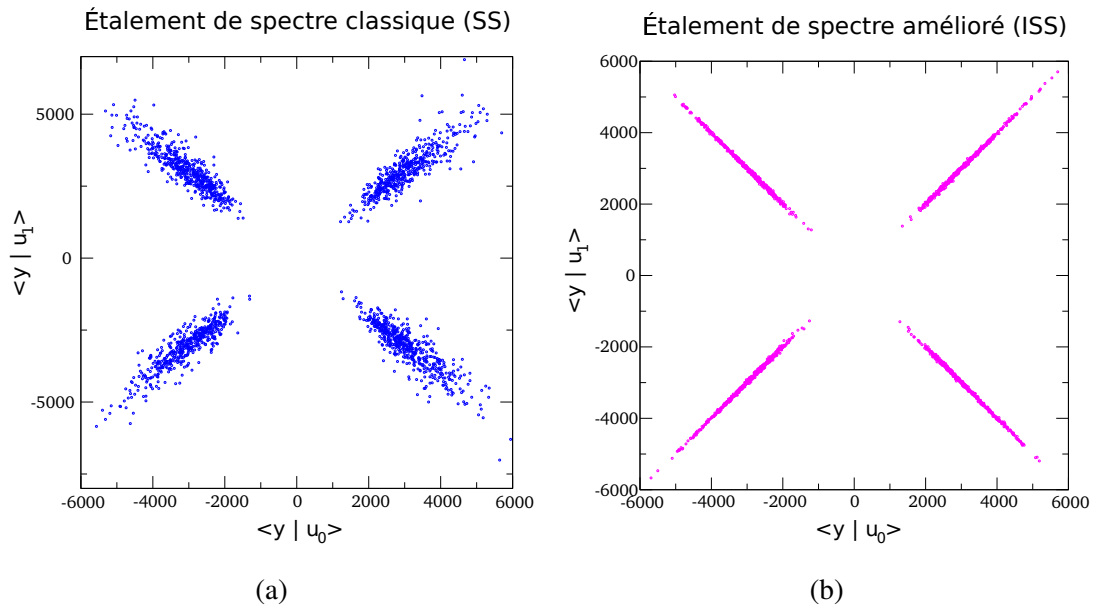 Étalement de spectre classique (SS)
Étalement de spectre amélioré (ISS)
5000
0
-5000
-6000 -4000 -2000 0 2000 4000 6000
<y | u1>
<y | u0>
6000
4000
2000
0
-2000
-4000
-6000
-6000 -4000 -2000 0 2000 4000 6000
<y | u1>
<y | u0>
(a)
(b)